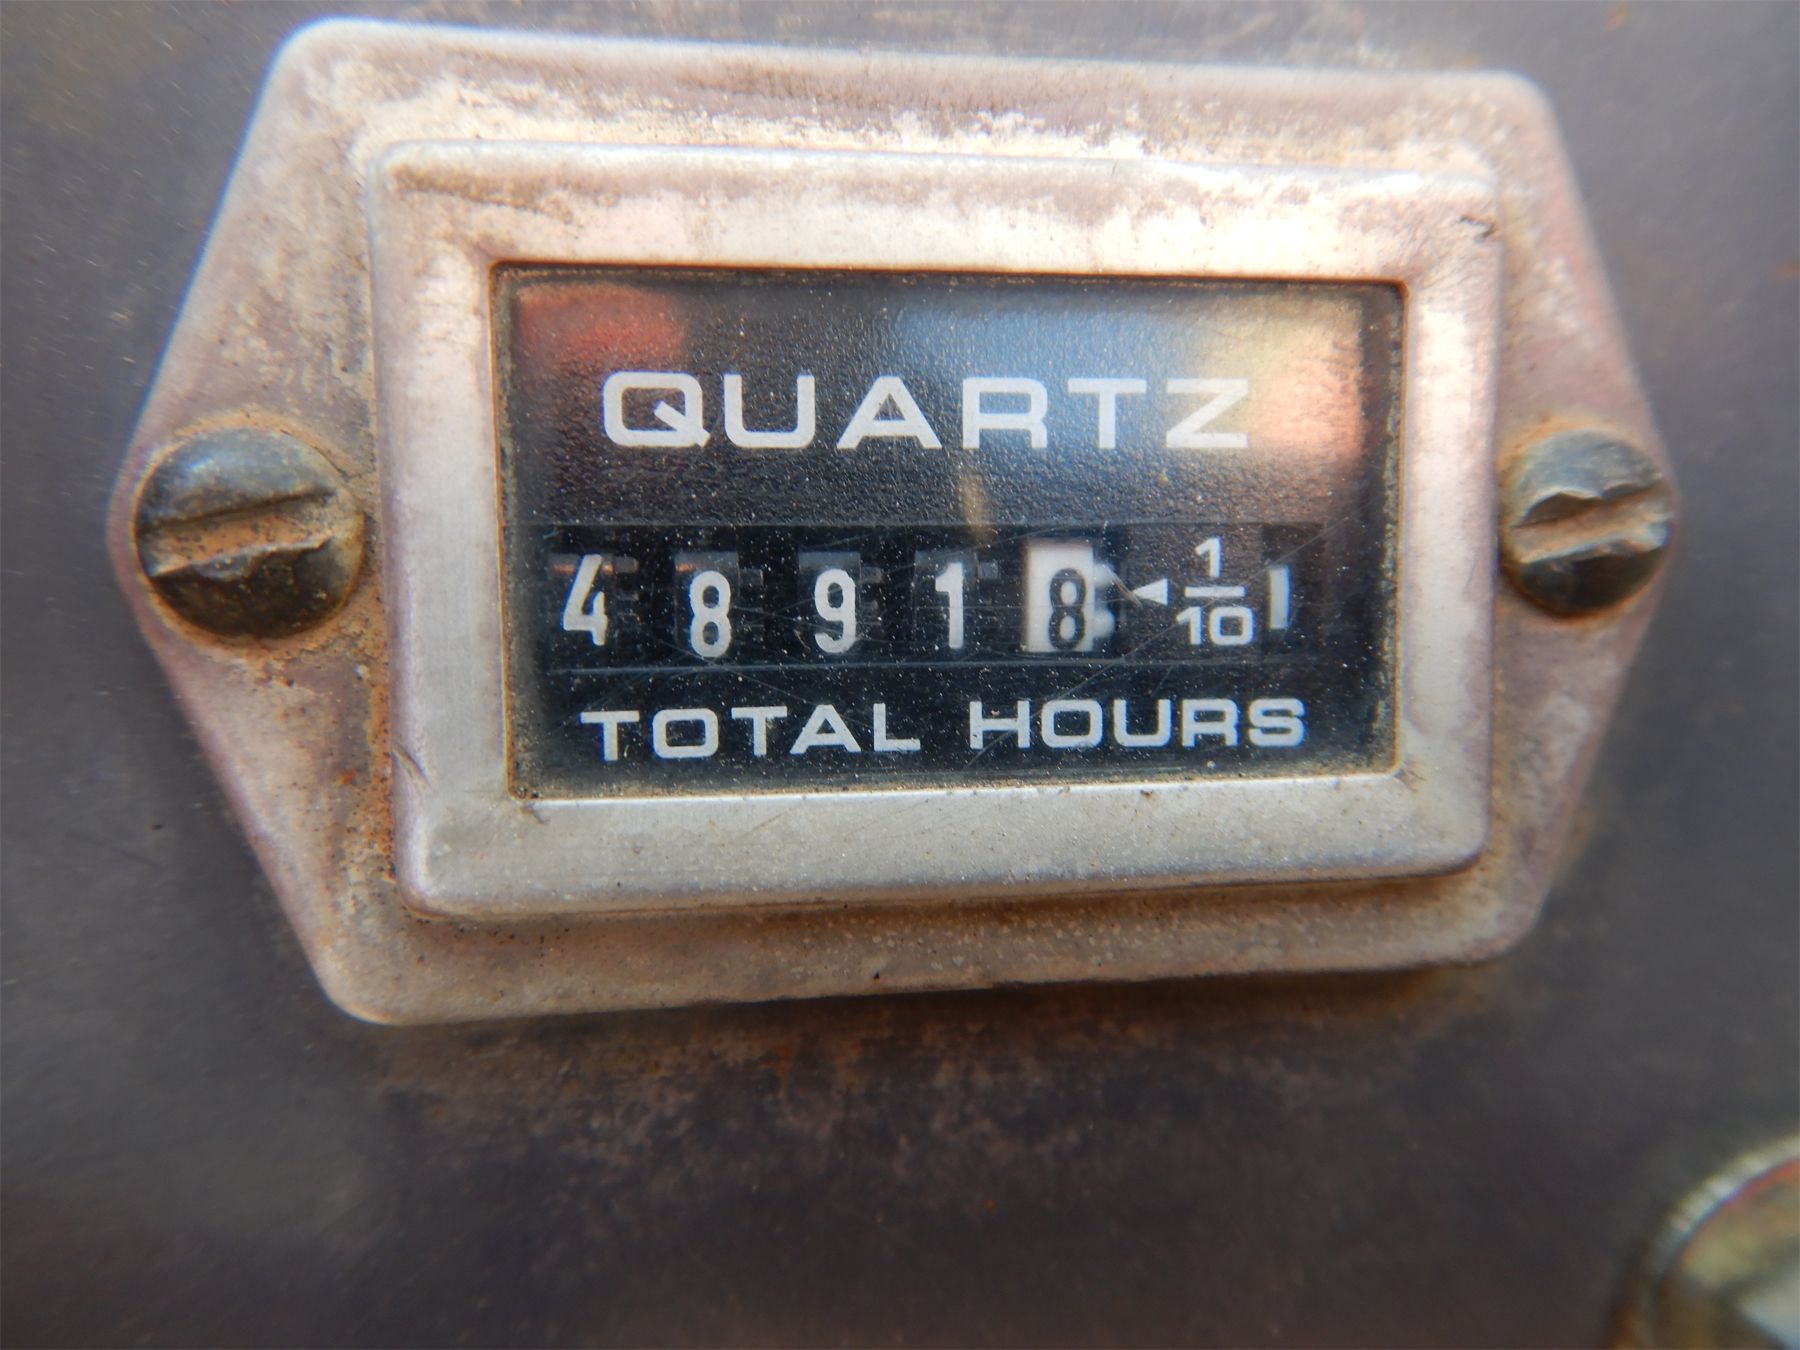 QUARTZ
48918 1/10
TOTAL HOURS